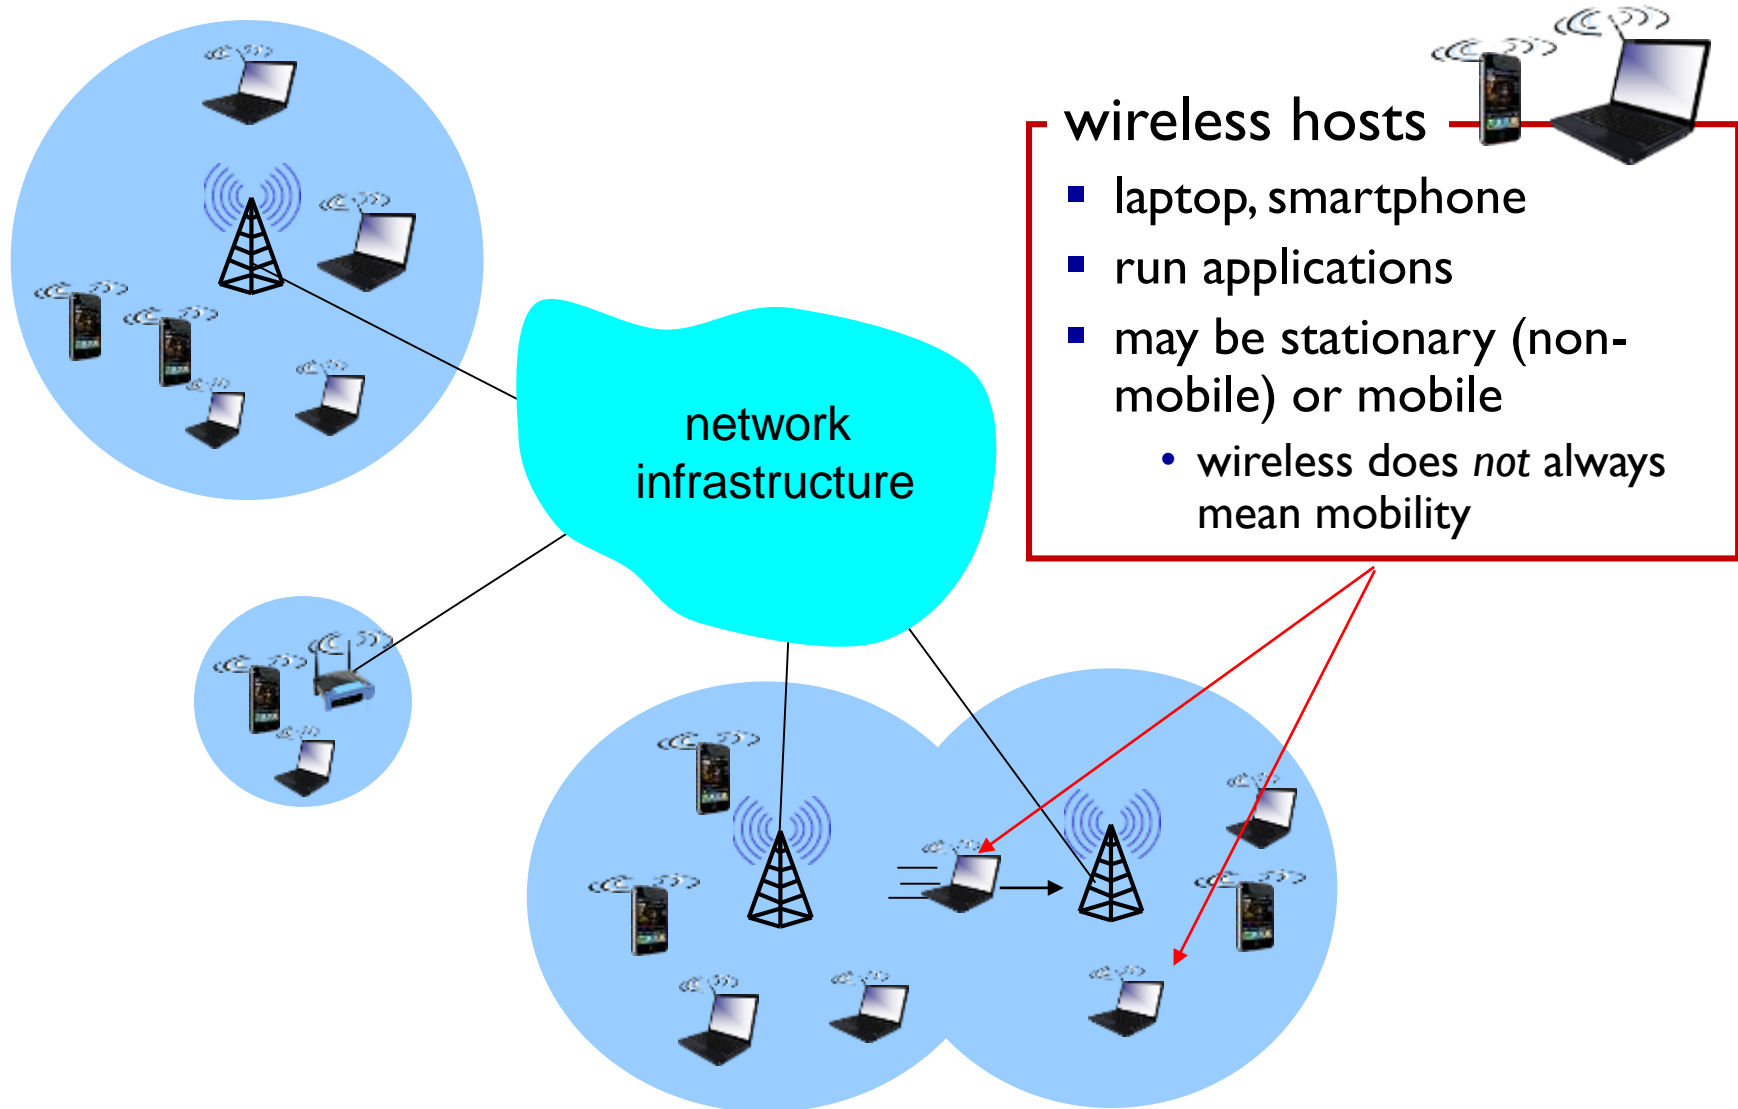 wireless hosts
▪ laptop, smartphone
▪ run applications
▪ may be stationary (non-
mobile) or mobile
• wireless does not always
mean mobility
network
infrastructure